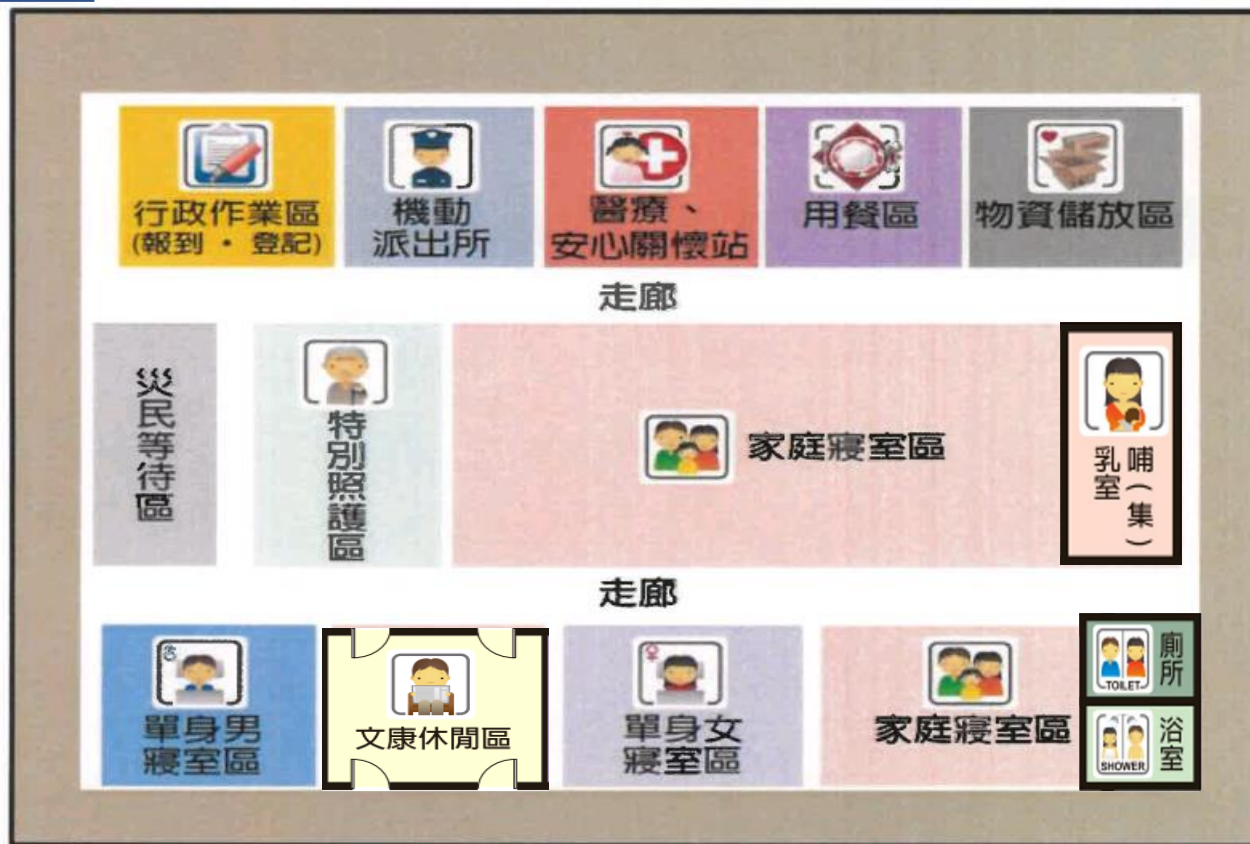 行政作業區
(報到・登記)
機動
派出所
醫療、
安心關懷站
用餐區
物資儲放區
走廊
災民等待區
特別照護區
家庭寢室區
哺(集)
乳室
走廊
單身男
寢室區
文康休閒區
單身女
寢室區
家庭寢室區
TOILET
廁所
SHOWER
浴室